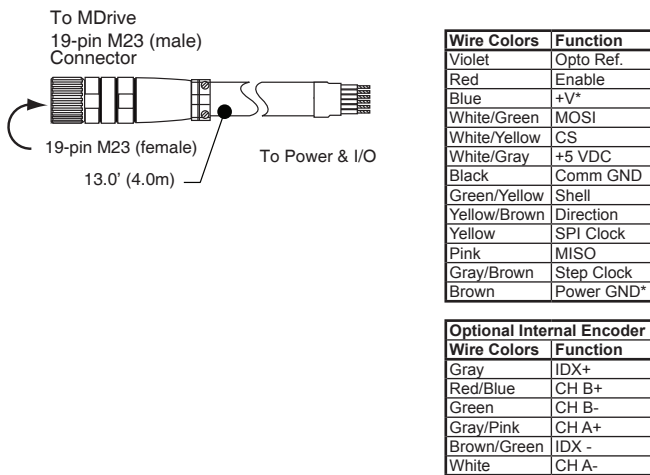 To MDrive
19-pin M23 (male)
Connector
19-pin M23 (female)
13.0' (4.0m)
To Power & I/O
Wire Colors Function
Violet Opto Ref.
Red Enable
Blue +V*
White/Green MOSI
White/Yellow CS
White/Gray +5 VDC
Black Comm GND
Green/Yellow Shell
Yellow/Brown Direction
Yellow SPI Clock
Pink MISO
Gray/Brown Step Clock
Brown Power GND*
Optional Internal Encoder
Wire Colors Function
Gray IDX+
Red/Blue CH B+
Green CH B-
Gray/Pink CH A+
Brown/Green IDX -
White CH A-